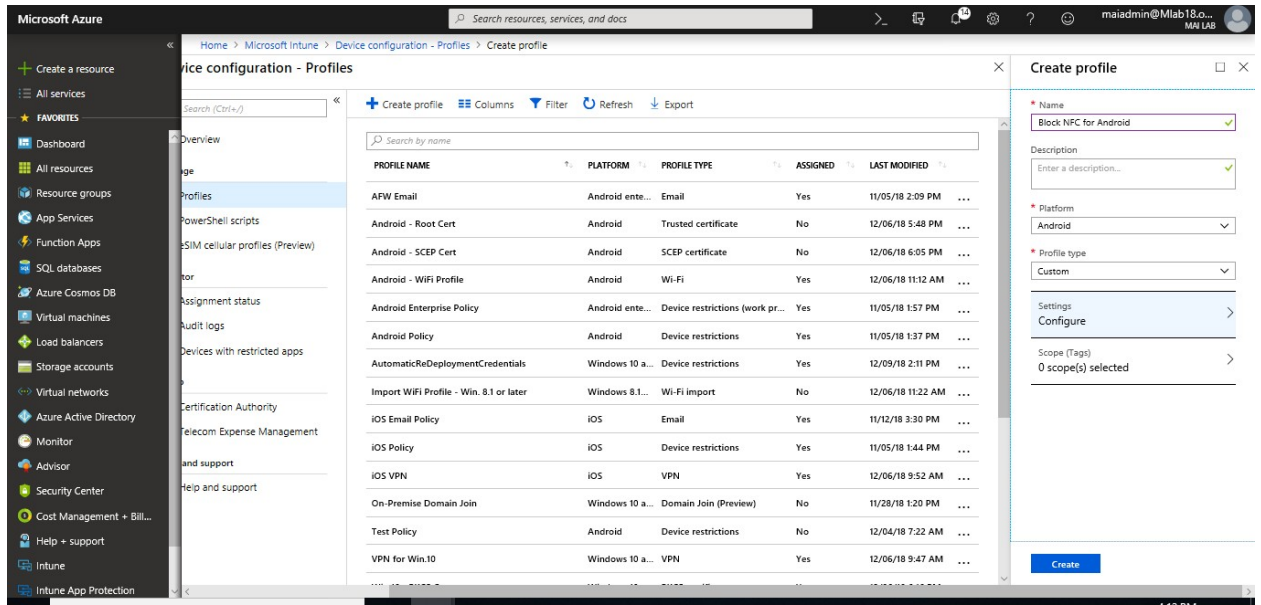 Microsoft Azure
Search resources, services, and docs
14
maiadmin@Mlab18.o...
MAI LAB
Home > Microsoft Intune > Device configuration - Profiles > Create profile
Create a resource
All services
FAVORITES
Dashboard
All resources
Resource groups
App Services
Function Apps
SQL databases
Azure Cosmos DB
Virtual machines
Load balancers
Storage accounts
Virtual networks
Azure Active Directory
Monitor
Advisor
Security Center
Cost Management + Bill...
Help + support
Intune
Intune App Protection
vice configuration - Profiles
Search (Ctrl+/)
Overview
age
Profiles
PowerShell scripts
eSIM cellular profiles (Preview)
tor
Assignment status
Audit logs
Devices with restricted apps
Certification Authority
Telecom Expense Management
and support
Help and support
Create profile Columns Filter Refresh Export
Search by name
PROFILE NAME PLATFORM PROFILE TYPE ASSIGNED LAST MODIFIED
AFW Email Android ente... Email Yes 11/05/18 2:09 PM ...
Android - Root Cert Android Trusted certificate No 12/06/18 5:48 PM ...
Android - SCEP Cert Android SCEP certificate No 12/06/18 6:05 PM ...
Android - WiFi Profile Android Wi-Fi Yes 12/06/18 11:12 AM ...
Android Enterprise Policy Android ente... Device restrictions (work pr... Yes 11/05/18 1:57 PM ...
Android Policy Android Device restrictions Yes 11/05/18 1:37 PM ...
AutomaticReDeploymentCredentials Windows 10 a... Device restrictions Yes 12/09/18 2:11 PM ...
Import WiFi Profile - Win. 8.1 or later Windows 8.1... Wi-Fi import No 12/06/18 11:22 AM ...
iOS Email Policy iOS Email Yes 11/12/18 3:30 PM ...
iOS Policy iOS Device restrictions Yes 11/05/18 1:44 PM ...
iOS VPN iOS VPN Yes 12/06/18 9:52 AM ...
On-Premise Domain Join Windows 10 a... Domain Join (Preview) No 11/28/18 1:20 PM ...
Test Policy Android Device restrictions No 12/04/18 7:22 AM ...
VPN for Win.10 Windows 10 a... VPN Yes 12/06/18 9:47 AM ...
Create profile
* Name
Block NFC for Android
Description
Enter a description...
* Platform
Android
* Profile type
Custom
Settings
Configure
Scope (Tags)
0 scope(s) selected
Create